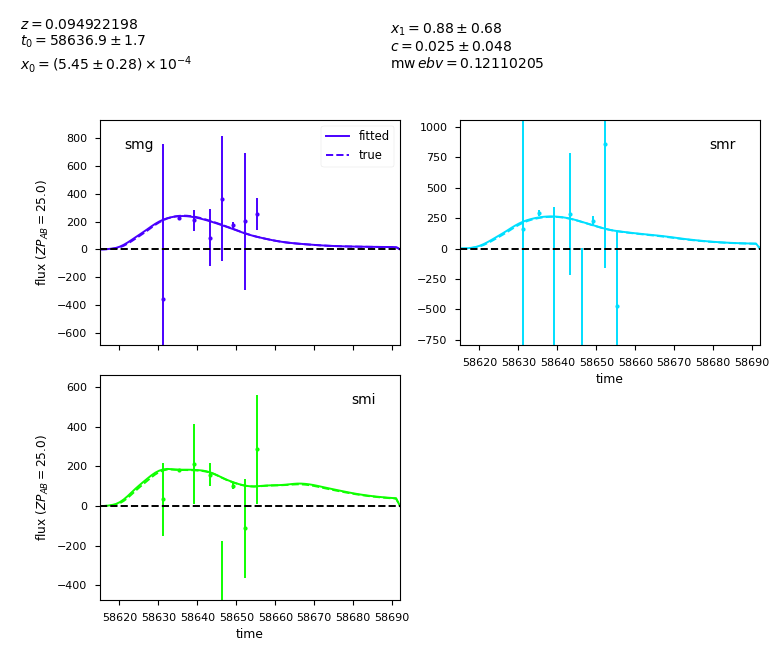 z = 0.094922198
t₀ = 58636.9 ± 1.7
x₀ = (5.45 ± 0.28) × 10⁻⁴
x₁ = 0.88 ± 0.68
c = 0.025 ± 0.048
mw ebv = 0.12110205
smg
fitted
true
800
600
400
200
0
−200
−400
−600
flux (ZP_AB = 25.0)
smr
1000
750
500
250
0
−250
−500
−750
58620 58630 58640 58650 58660 58670 58680 58690
time
smi
600
400
200
0
−200
−400
flux (ZP_AB = 25.0)
58620 58630 58640 58650 58660 58670 58680 58690
time